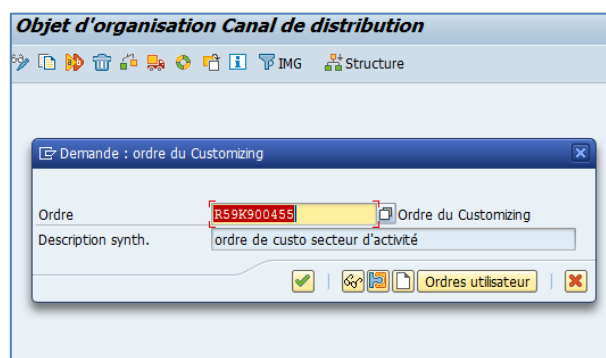 Objet d'organisation Canal de distribution
IMG Structure
Demande : ordre du Customizing
Ordre R59K900455 Ordre du Customizing
Description synth. ordre de custo secteur d'activité
Ordres utilisateur